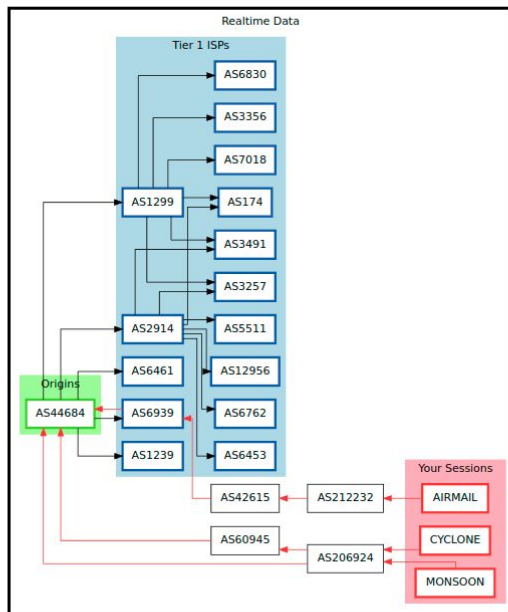 Realtime Data
Tier 1 ISPs
AS6830
AS3356
AS7018
AS1299
AS174
AS3491
AS3257
AS2914
AS5511
AS6461
AS12956
Origins
AS44684
AS6939
AS6762
AS1239
AS6453
Your Sessions
AS42615
AS212232
AIRMAIL
AS60945
CYCLONE
AS206924
MONSOON